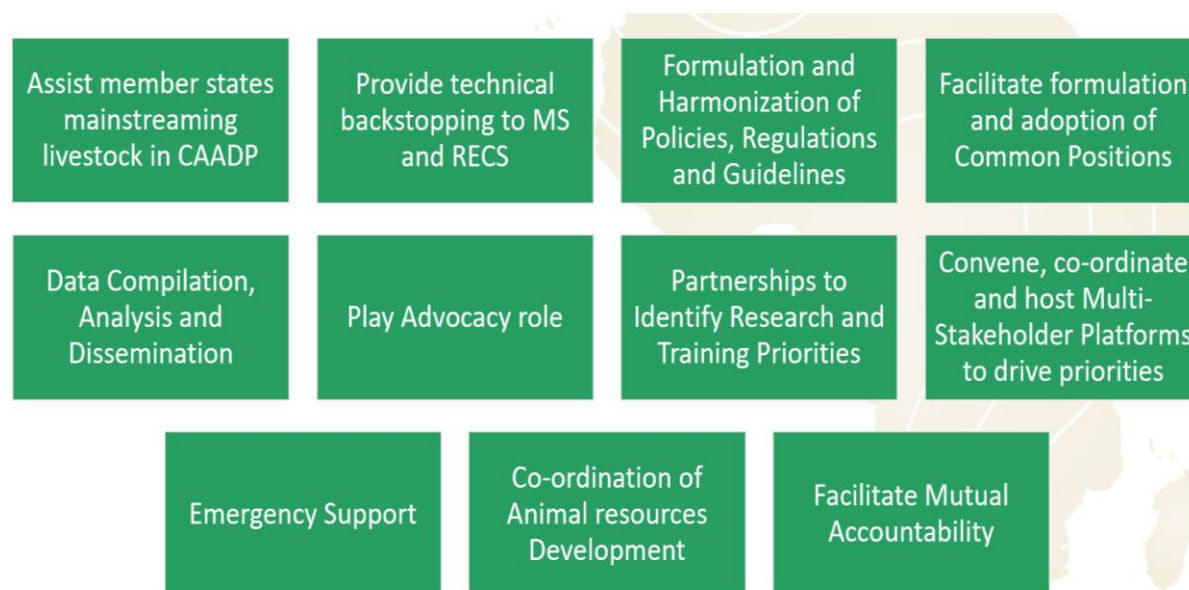 Assist member states
mainstreaming
livestock in CAADP
Provide technical
backstopping to MS
and RECS
Formulation and
Harmonization of
Policies, Regulations
and Guidelines
Facilitate formulation
and adoption of
Common Positions
Data Compilation,
Analysis and
Dissemination
Play Advocacy role
Partnerships to
Identify Research and
Training Priorities
Convene, co-ordinate
and host Multi-
Stakeholder Platforms
to drive priorities
Emergency Support
Co-ordination of
Animal resources
Development
Facilitate Mutual
Accountability